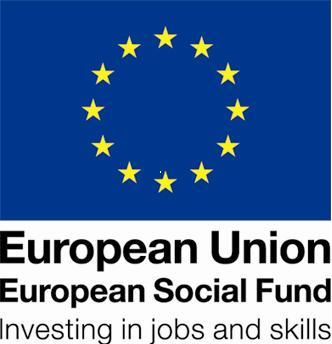 European Union
European Social Fund
Investing in jobs and skills